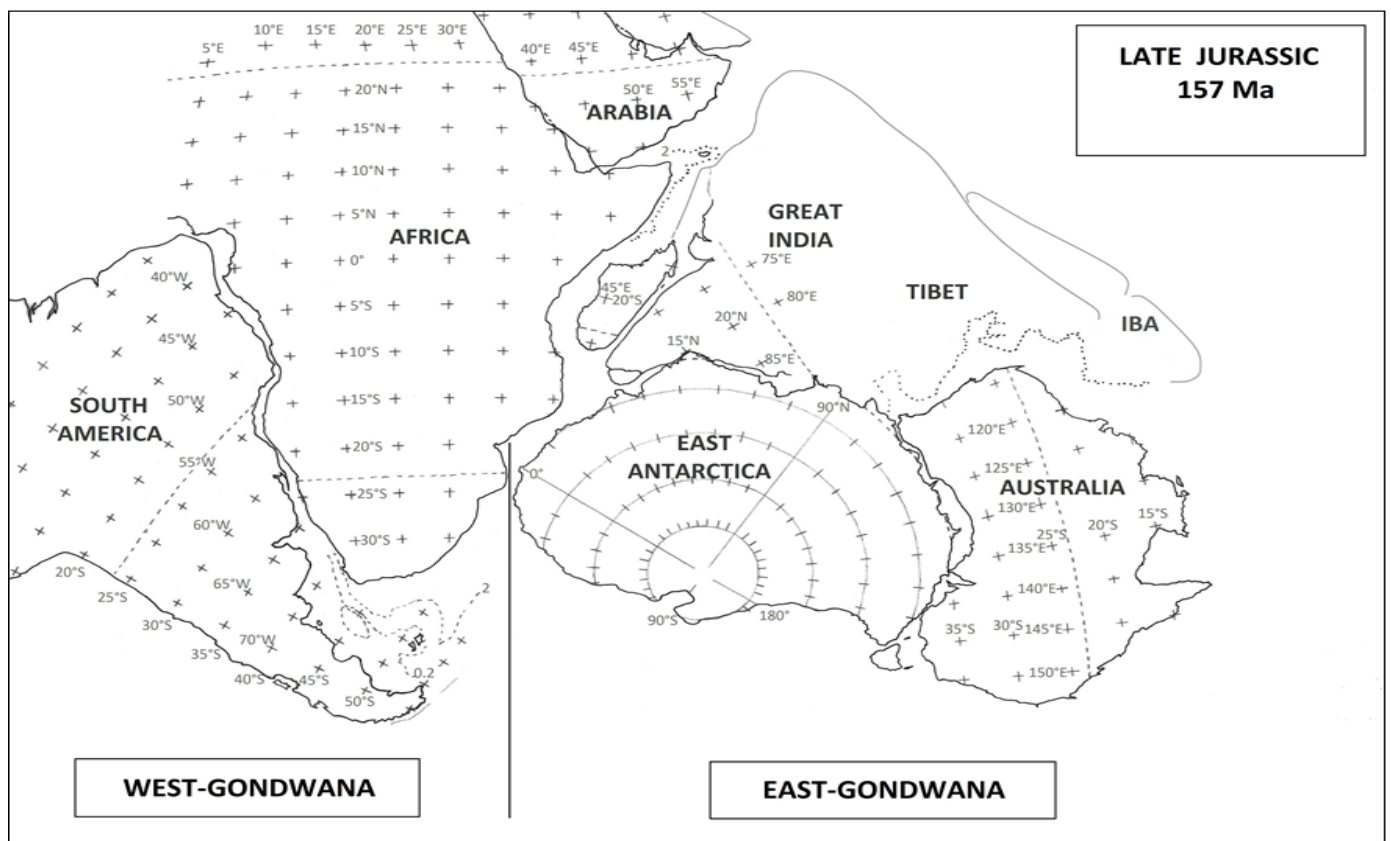 LATE JURASSIC
157 Ma
5°E
10°E
15°E
20°E
25°E
30°E
40°E
45°E
50°E
55°E
ARABIA
20°N
15°N
10°N
5°N
AFRICA
0°
5°S
10°S
15°S
20°S
25°S
30°S
2
GREAT
INDIA
75°E
80°E
20°N
15°N
85°E
45°E
20°S
TIBET
IBA
40°W
45°W
50°W
SOUTH
AMERICA
55°W
60°W
65°W
70°W
20°S
25°S
30°S
35°S
40°S
45°S
50°S
2
0.2
90°N
EAST
ANTARCTICA
0°
90°S
180°
120°E
125°E
AUSTRALIA
130°E
15°S
20°S
25°S
135°E
140°E
35°S
30°S
145°E
150°E
WEST-GONDWANA
EAST-GONDWANA